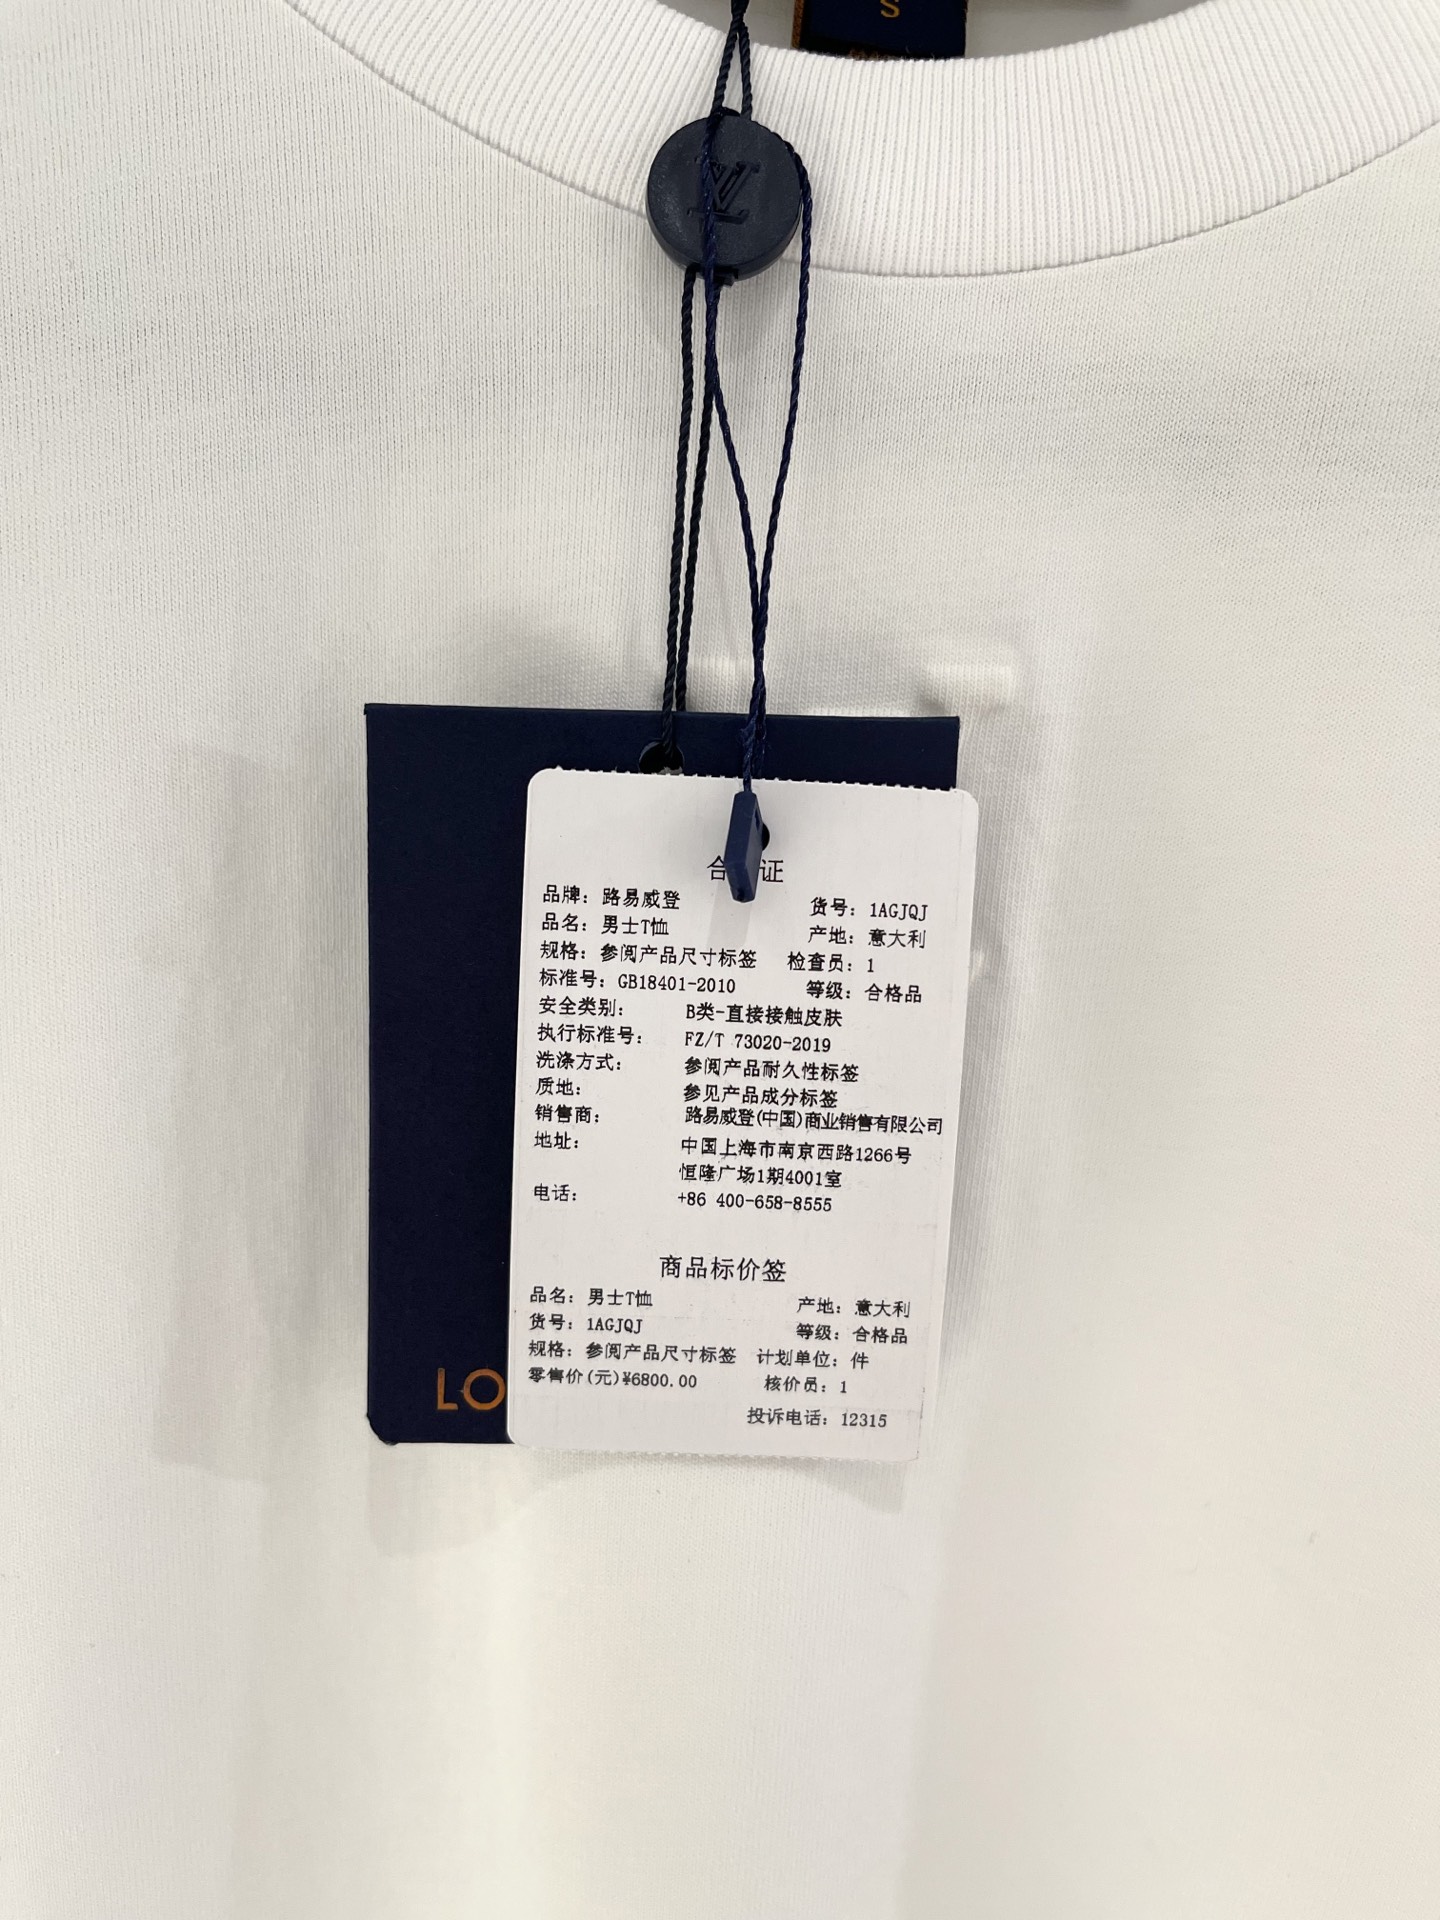 S
LV
合 证
品牌: 路易威登 货号: 1AGJQJ
品名: 男士T恤 产地: 意大利
规格: 参阅产品尺寸标签 检查员: 1
标准号: GB18401-2010 等级: 合格品
安全类别: B类-直接接触皮肤
执行标准号: FZ/T 73020-2019
洗涤方式: 参阅产品耐久性标签
质地: 参见产品成分标签
销售商: 路易威登(中国)商业销售有限公司
地址: 中国上海市南京西路1266号
恒隆广场1期4001室
电话: +86 400-658-8555
商品标价签
品名: 男士T恤 产地: 意大利
货号: 1AGJQJ 等级: 合格品
规格: 参阅产品尺寸标签 计划单位: 件
零售价(元)¥6800.00 核价员: 1
投诉电话: 12315
LO